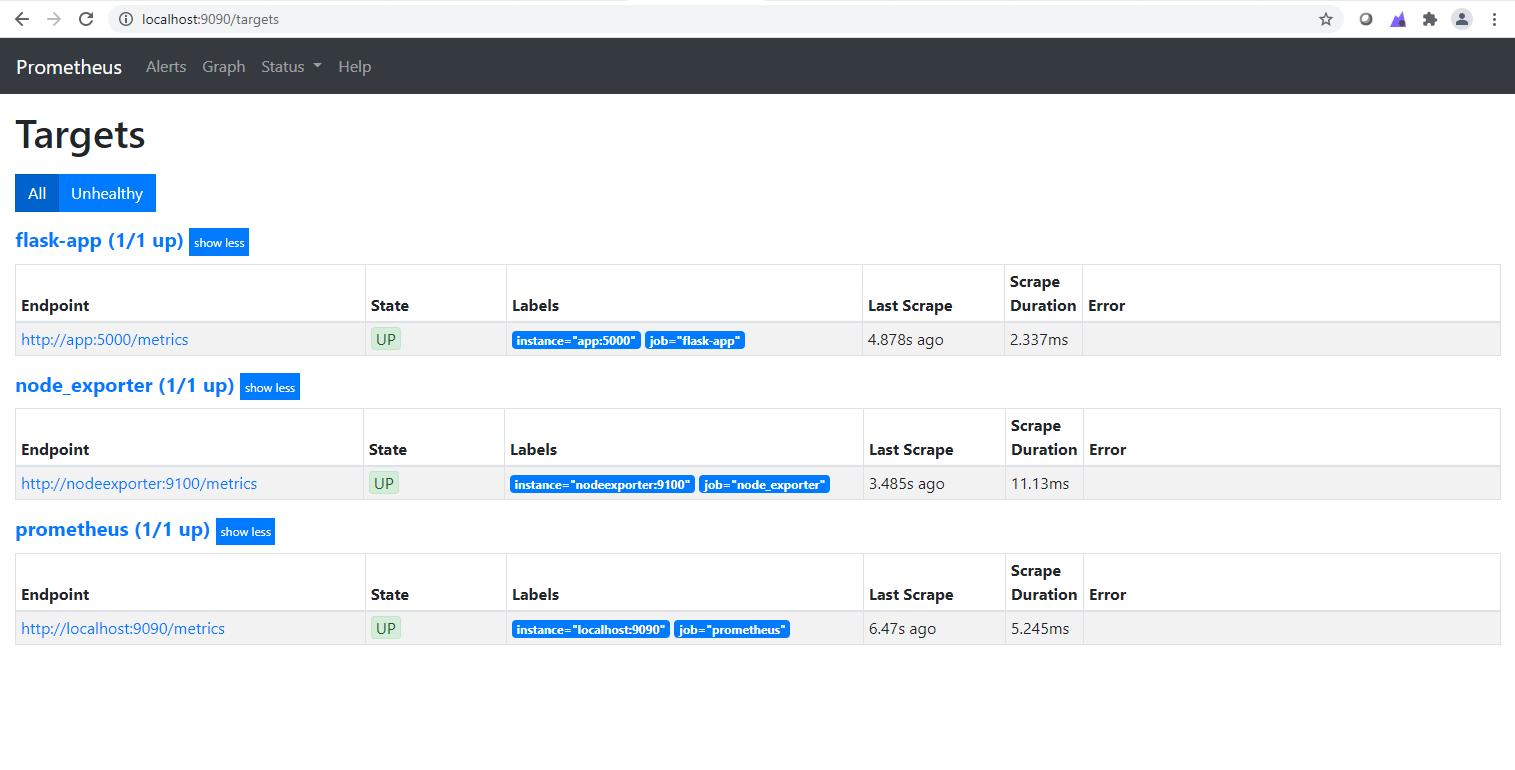 localhost:9090/targets
Prometheus Alerts Graph Status Help
Targets
All Unhealthy
flask-app (1/1 up) show less
Endpoint State Labels Last Scrape Scrape Duration Error
http://app:5000/metrics UP instance="app:5000" job="flask-app" 4.878s ago 2.337ms
node_exporter (1/1 up) show less
Endpoint State Labels Last Scrape Scrape Duration Error
http://nodeexporter:9100/metrics UP instance="nodeexporter:9100" job="node_exporter" 3.485s ago 11.13ms
prometheus (1/1 up) show less
Endpoint State Labels Last Scrape Scrape Duration Error
http://localhost:9090/metrics UP instance="localhost:9090" job="prometheus" 6.47s ago 5.245ms